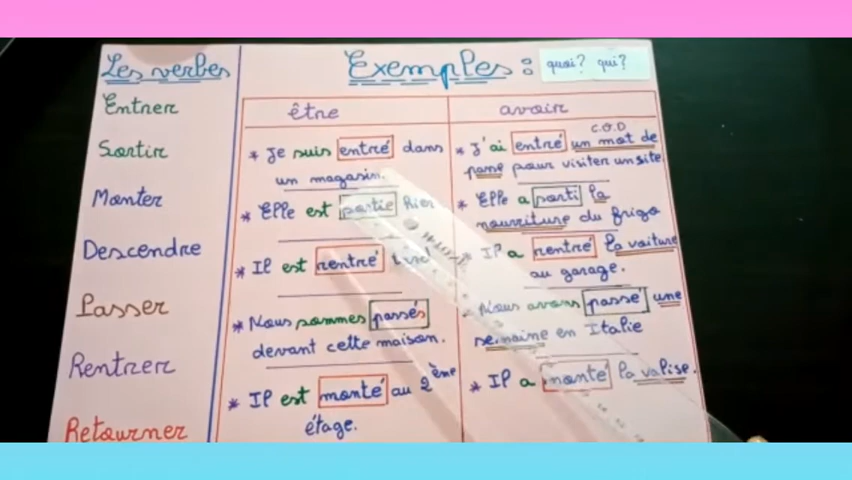 Les verbes
Exemples :
quoi ? qui ?
Entrer
Sortir
Monter
Descendre
Passer
Rentrer
Retourner
être
* Je suis entré dans
un magasin.
* Elle est partie hier
* Il est rentré
* Nous sommes passés
devant cette maison.
* Il est monté au 2 ène
étage.
avoir
C.O.D
* J'ai entré un mot de
pour visiter un site
* Elle a parti la
nourriture du frigo
* Il a rentré la voiture
au garage.
Nous avons passé une
semaine en Italie
* Il a monté la valise.